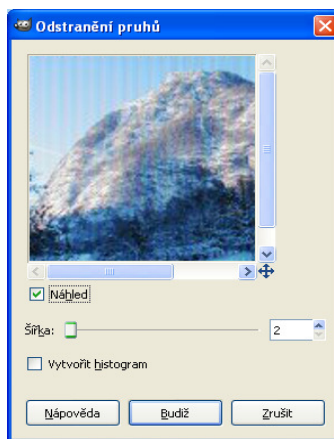 Odstranění pruhů
Náhled
Šířka: 2
Vytvořit histogram
Nápověda Budiž Zrušit